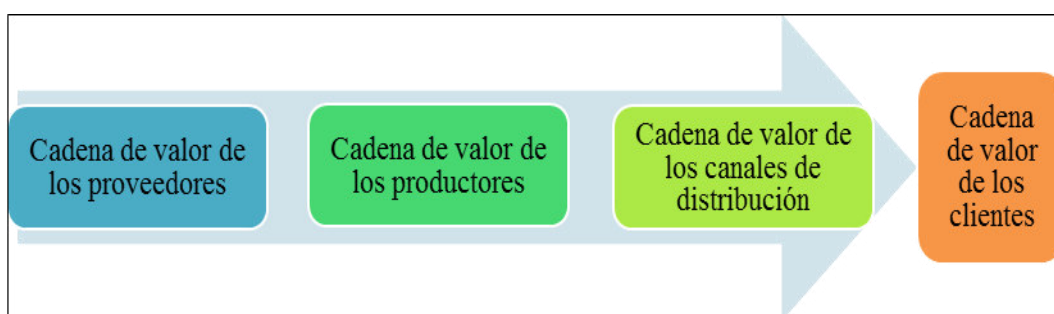 Cadena de valor de
los proveedores
Cadena de valor de
los productores
Cadena de valor de
los canales de
distribución
Cadena
de valor
de los
clientes